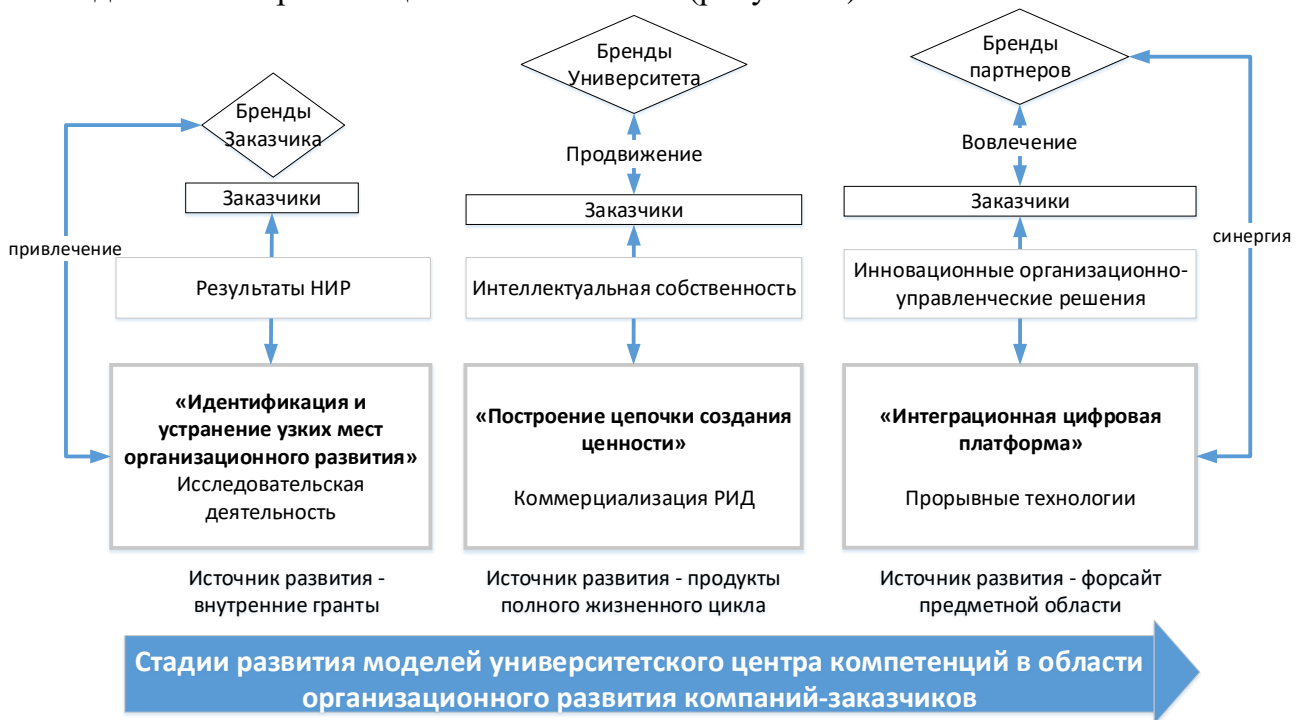 Бренды
Заказчика
Заказчики
привлечение
Результаты НИР
«Идентификация и
устранение узких мест
организационного развития»
Исследовательская
деятельность
Источник развития -
внутренние гранты
Бренды
Университета
Продвижение
Заказчики
Интеллектуальная собственность
«Построение цепочки создания
ценности»
Коммерциализация РИД
Источник развития - продукты
полного жизненного цикла
Бренды
партнеров
Вовлечение
Заказчики
синергия
Инновационные организационно-
управленческие решения
«Интеграционная цифровая
платформа»
Прорывные технологии
Источник развития - форсайт
предметной области
Стадии развития моделей университетского центра компетенций в области
организационного развития компаний-заказчиков